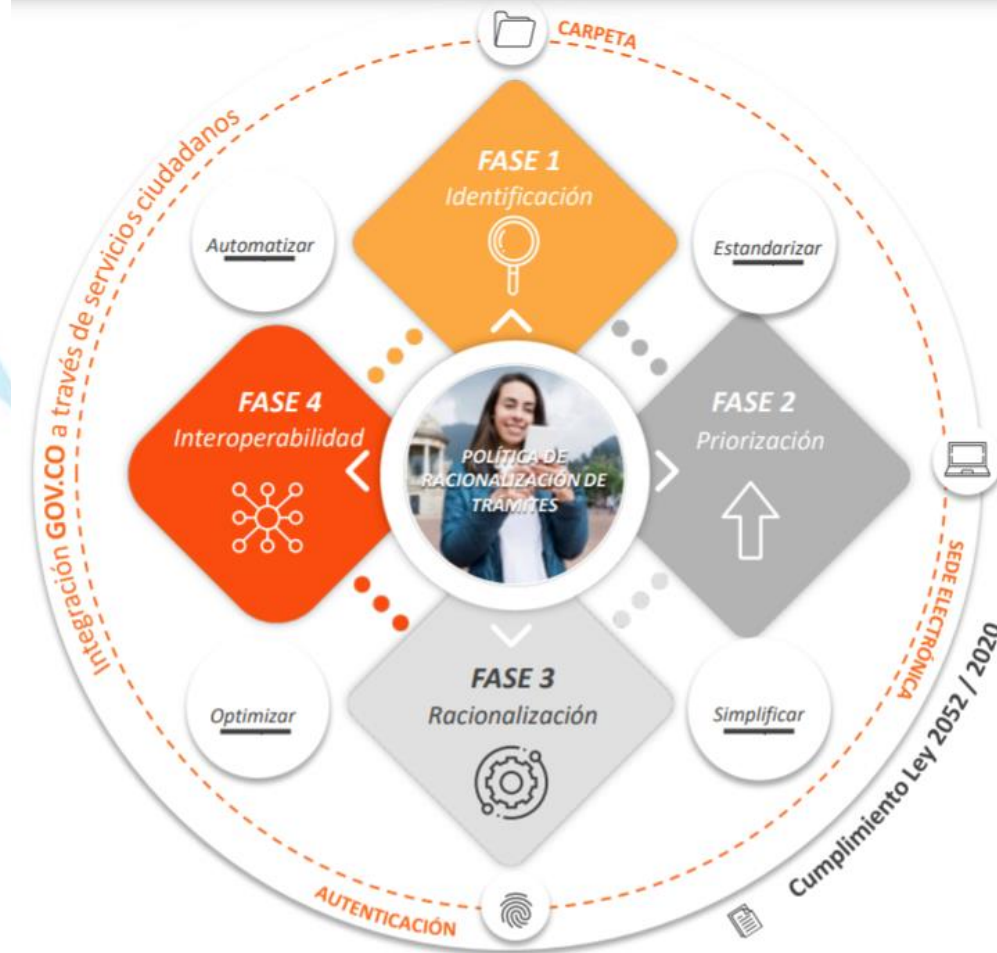 CARPETA
FASE 1
Identificación
Automatizar
Estandarizar
Integración GOV.CO a través de servicios ciudadanos
FASE 4
Interoperabilidad
POLÍTICA DE
RACIONALIZACIÓN DE
TRÁMITES
FASE 2
Priorización
SEDE ELECTRÓNICA
FASE 3
Racionalización
Optimizar
Simplificar
AUTENTICACIÓN
Cumplimiento Ley 2052 / 2020